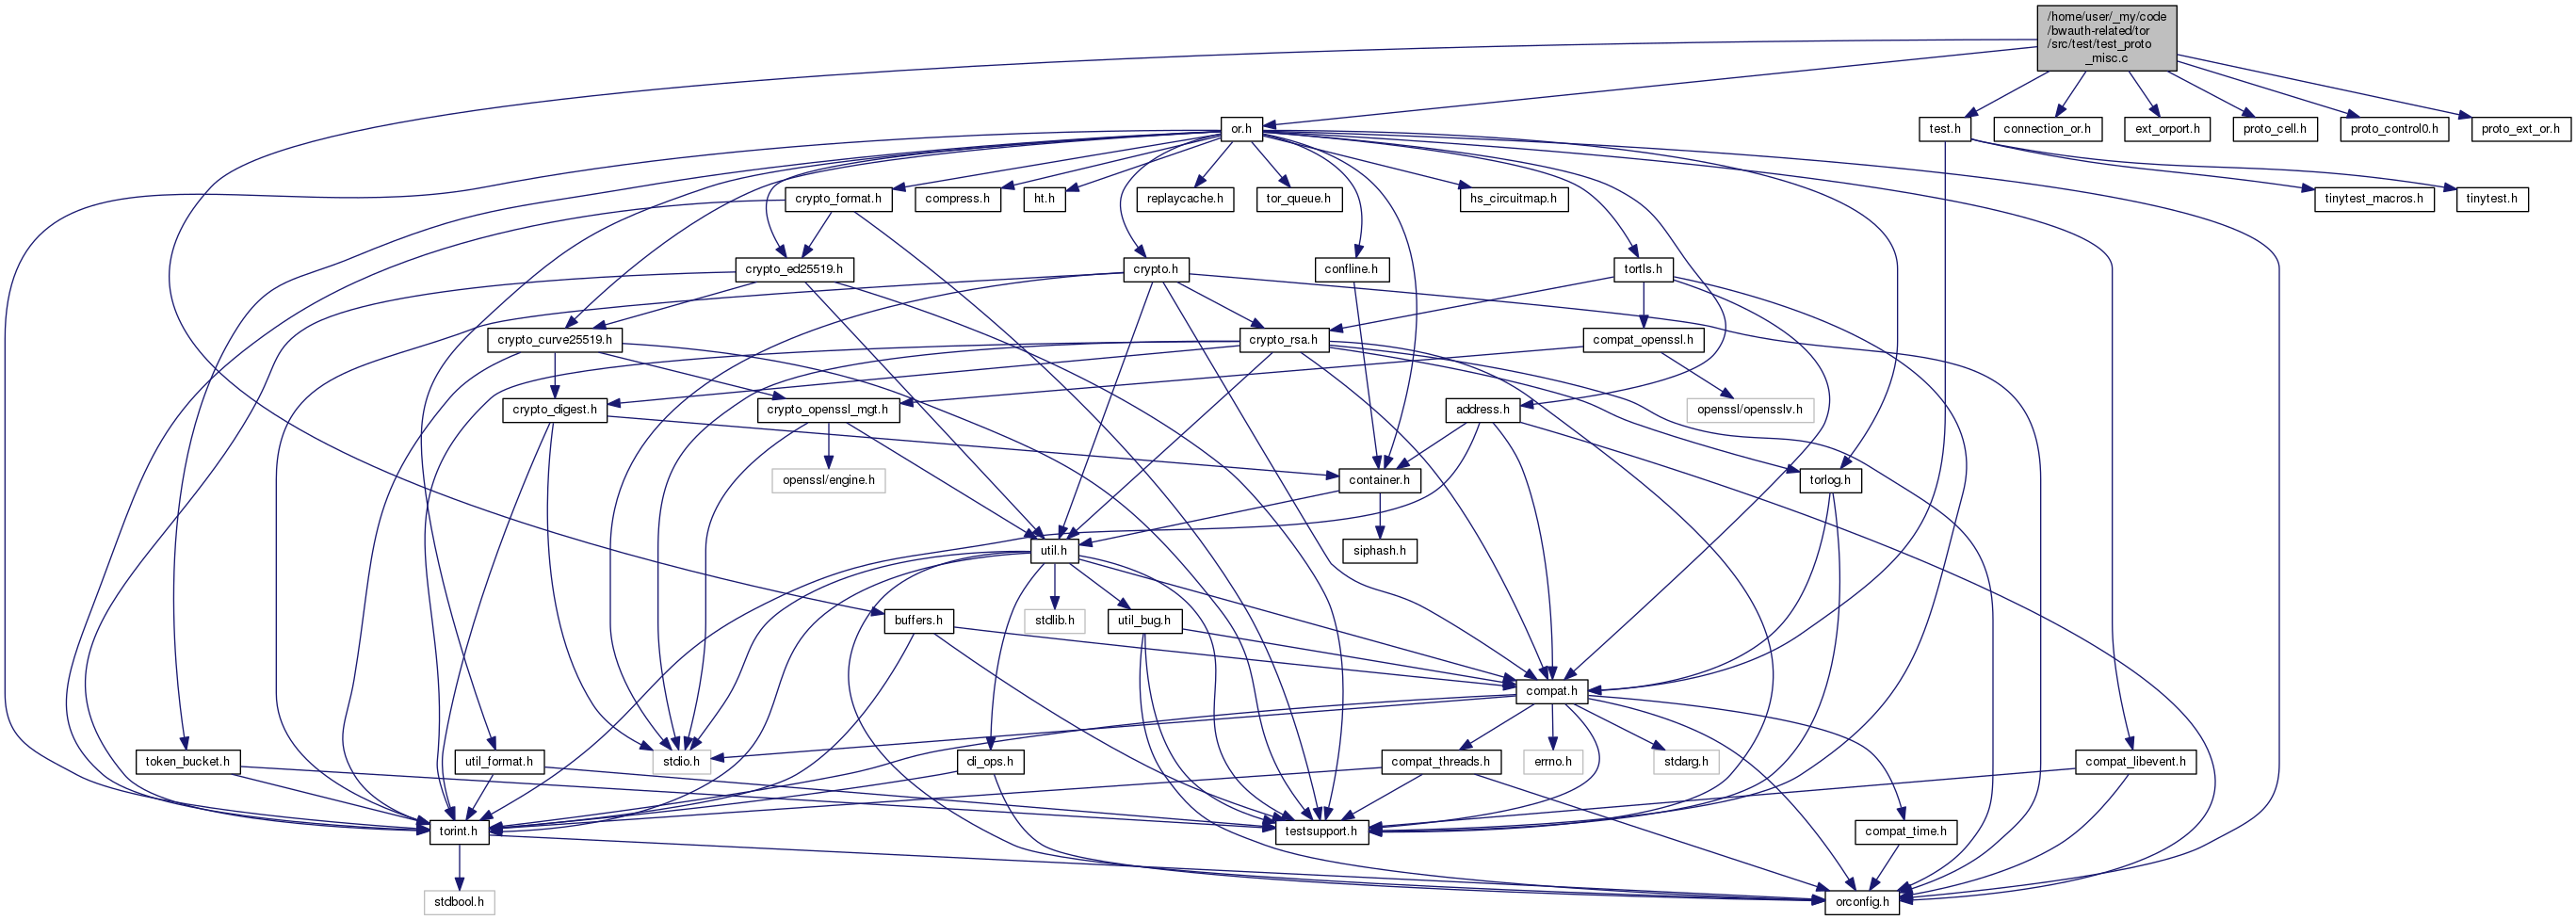 /home/user/_my/code
/bwauth-related/tor
/src/test/test_proto
_misc.c
or.h
test.h
connection_or.h
ext_orport.h
proto_cell.h
proto_control0.h
proto_ext_or.h
crypto_format.h
compress.h
ht.h
replaycache.h
tor_queue.h
hs_circuitmap.h
tinytest_macros.h
tinytest.h
crypto_ed25519.h
crypto.h
confline.h
tortls.h
crypto_curve25519.h
crypto_rsa.h
compat_openssl.h
crypto_digest.h
crypto_openssl_mgt.h
address.h
openssl/opensslv.h
openssl/engine.h
container.h
torlog.h
util.h
siphash.h
buffers.h
stdlib.h
util_bug.h
compat.h
token_bucket.h
util_format.h
stdio.h
di_ops.h
compat_threads.h
errno.h
stdarg.h
compat_libevent.h
torint.h
testsupport.h
compat_time.h
stdbool.h
orconfig.h